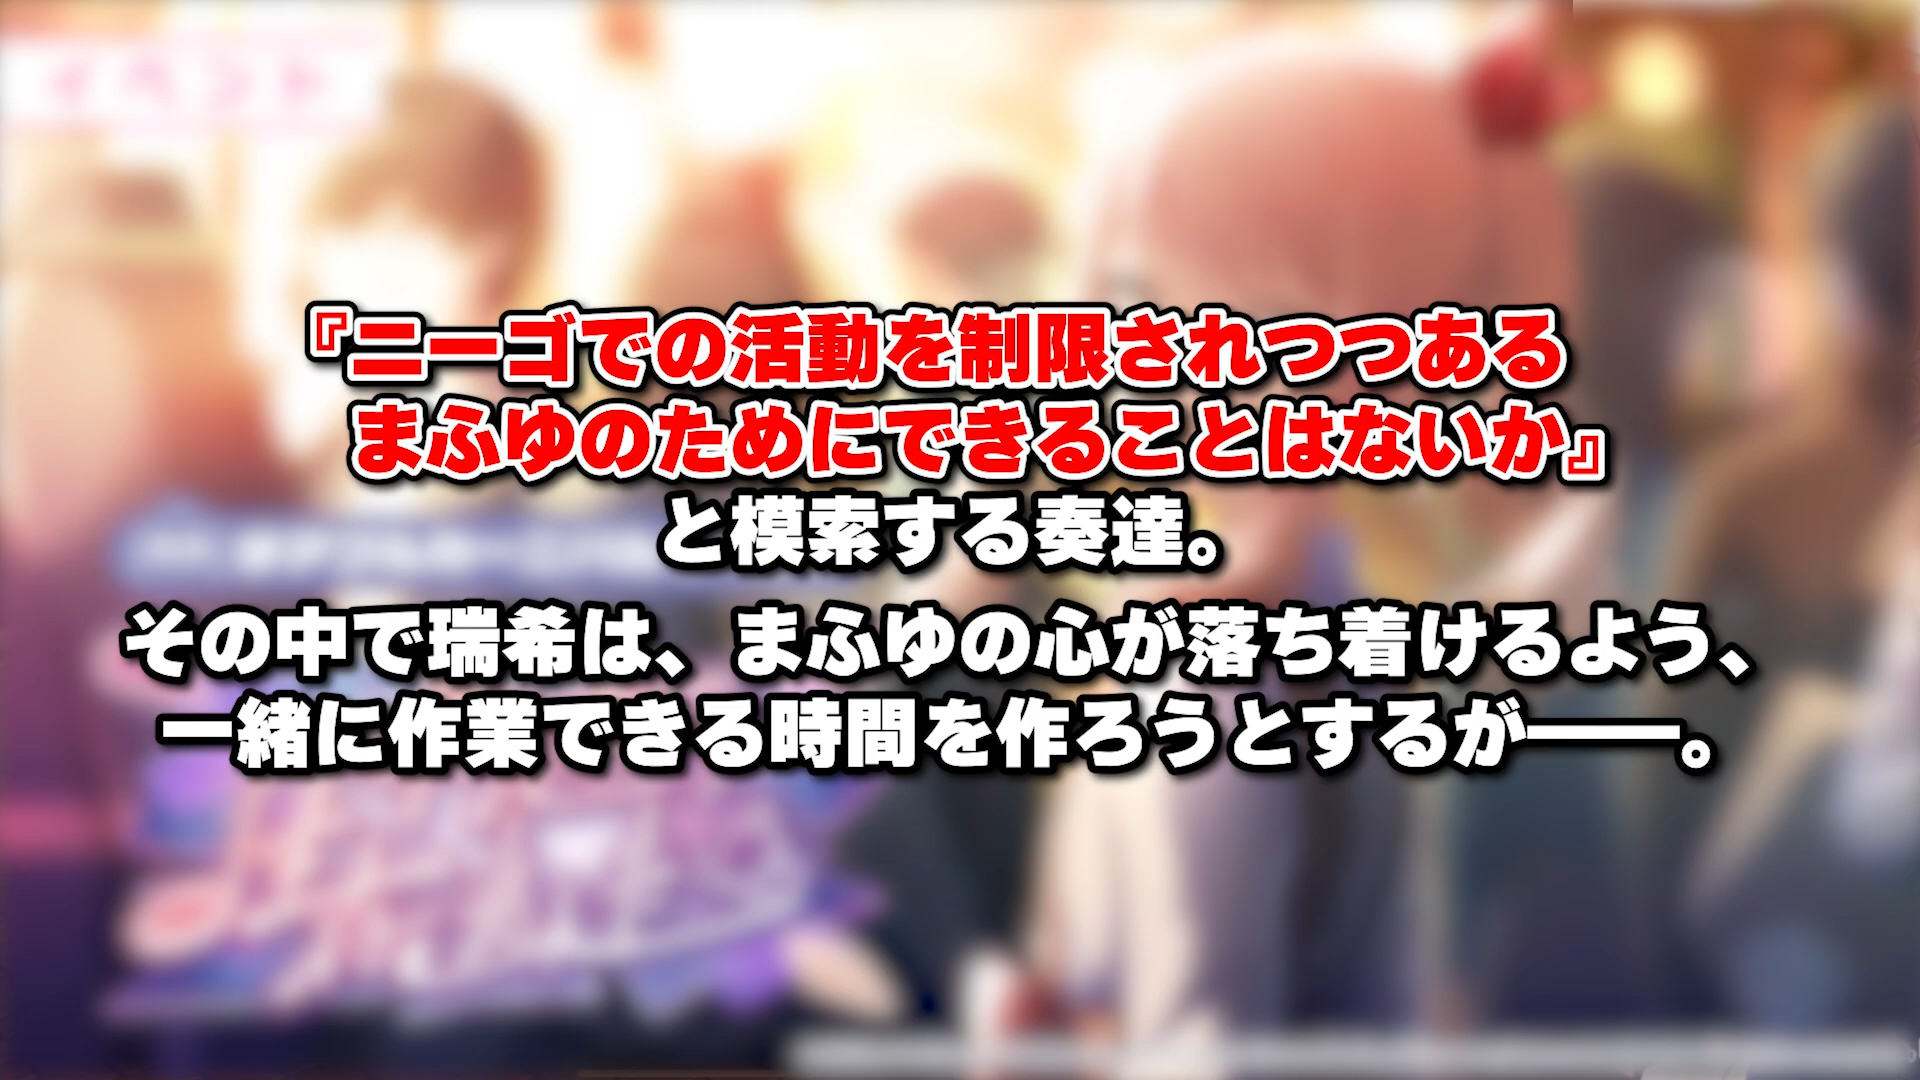 イベント
『ニーゴでの活動を制限されつつある
まふゆのためにできることはないか』
と模索する奏達。
その中で瑞希は、まふゆの心が落ち着けるよう、
一緒に作業できる時間を作ろうとするが――。